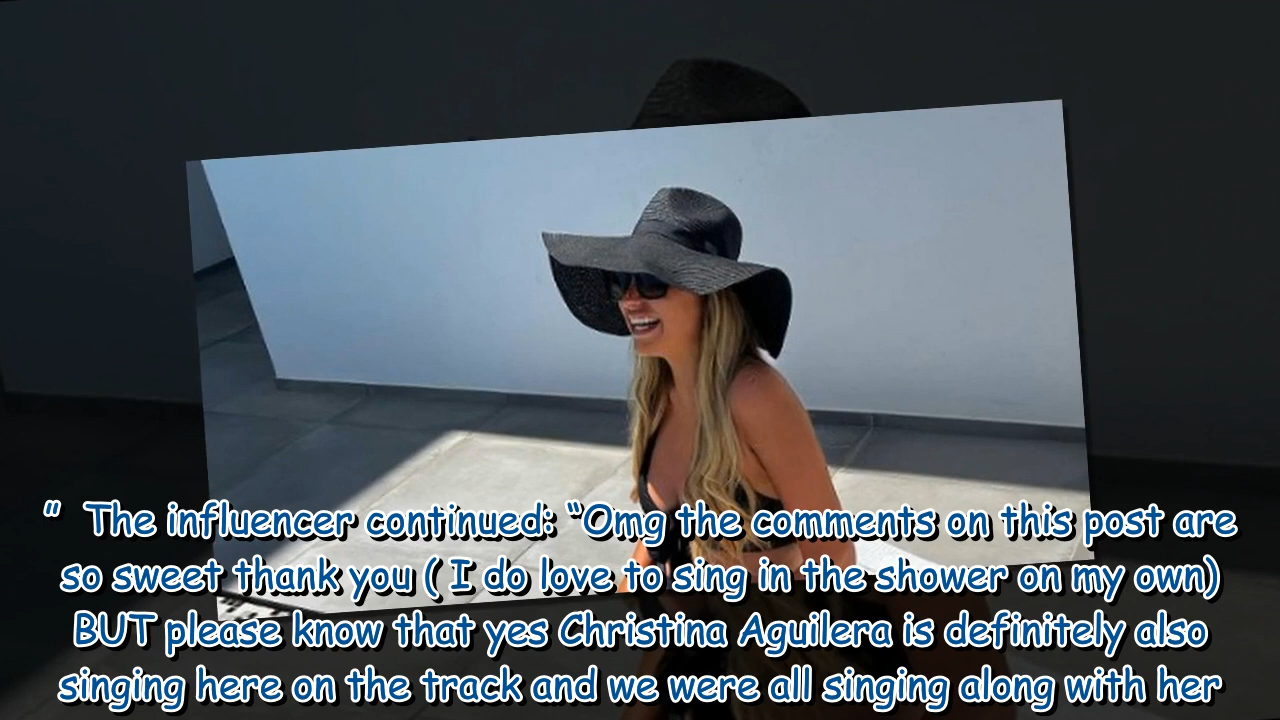 ” The influencer continued: “Omg the comments on this post are
so sweet thank you ( I do love to sing in the shower on my own)
BUT please know that yes Christina Aguilera is definitely also
singing here on the track and we were all singing along with her